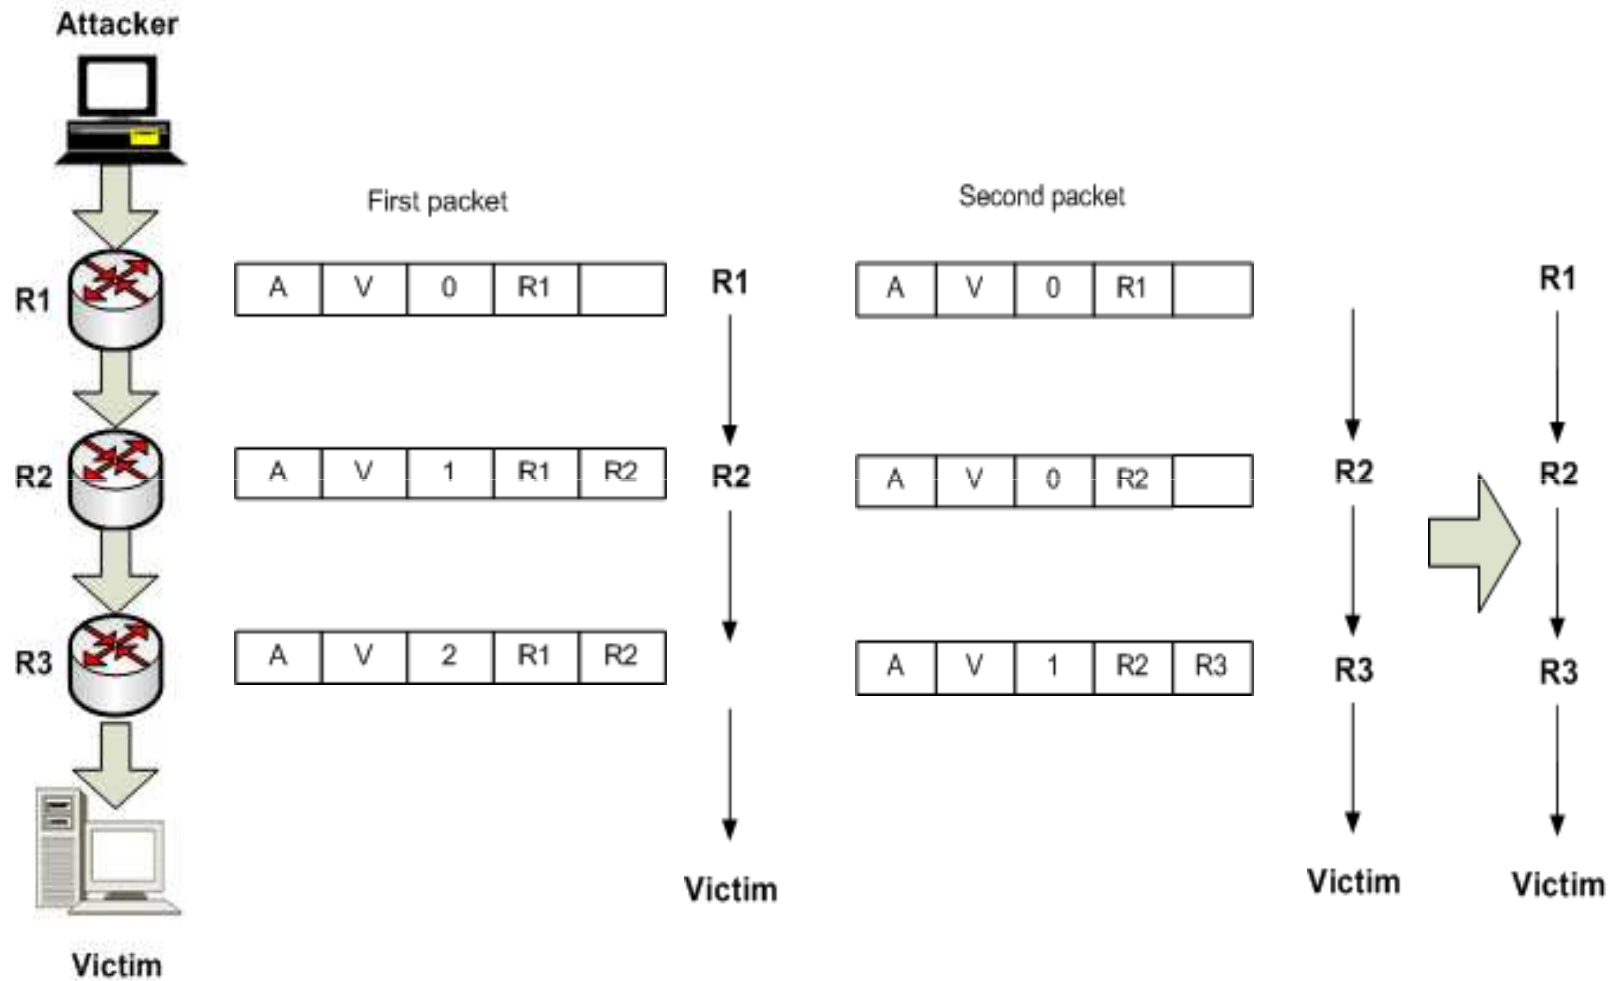 Attacker
First packet
Second packet
R1
A V 0 R1
R1
A V 0 R1
R1
R2
A V 1 R1 R2
R2
A V 0 R2
R2
R2
R3
A V 2 R1 R2
A V 1 R2 R3
R3
R3
Victim
Victim
Victim
Victim